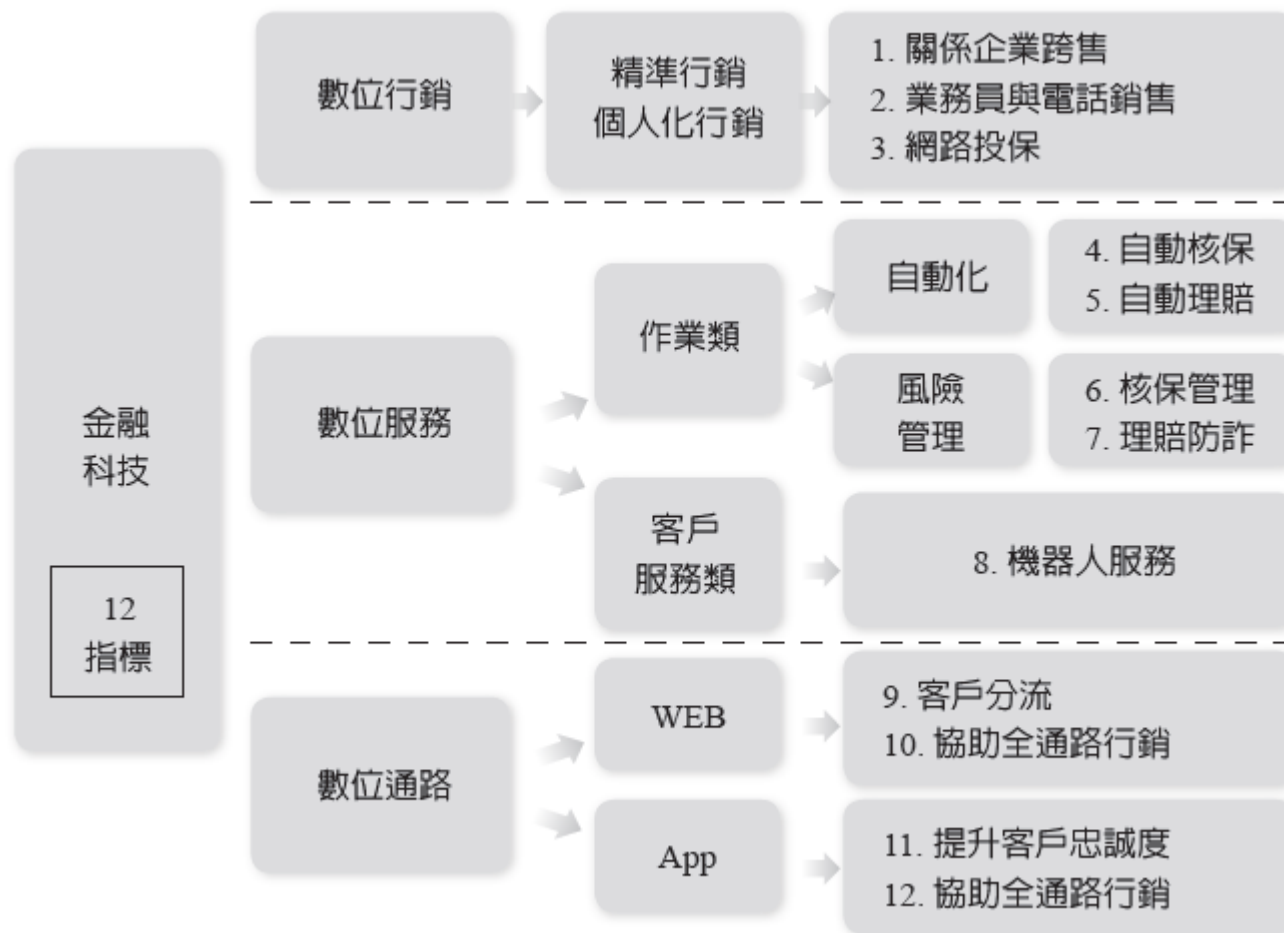 金融
科技
12
指標
數位行銷
精準行銷
個人化行銷
1. 關係企業跨售
2. 業務員與電話銷售
3. 網路投保
數位服務
作業類
自動化
4. 自動核保
5. 自動理賠
風險
管理
6. 核保管理
7. 理賠防詐
客戶
服務類
8. 機器人服務
數位通路
WEB
9. 客戶分流
10. 協助全通路行銷
App
11. 提升客戶忠誠度
12. 協助全通路行銷